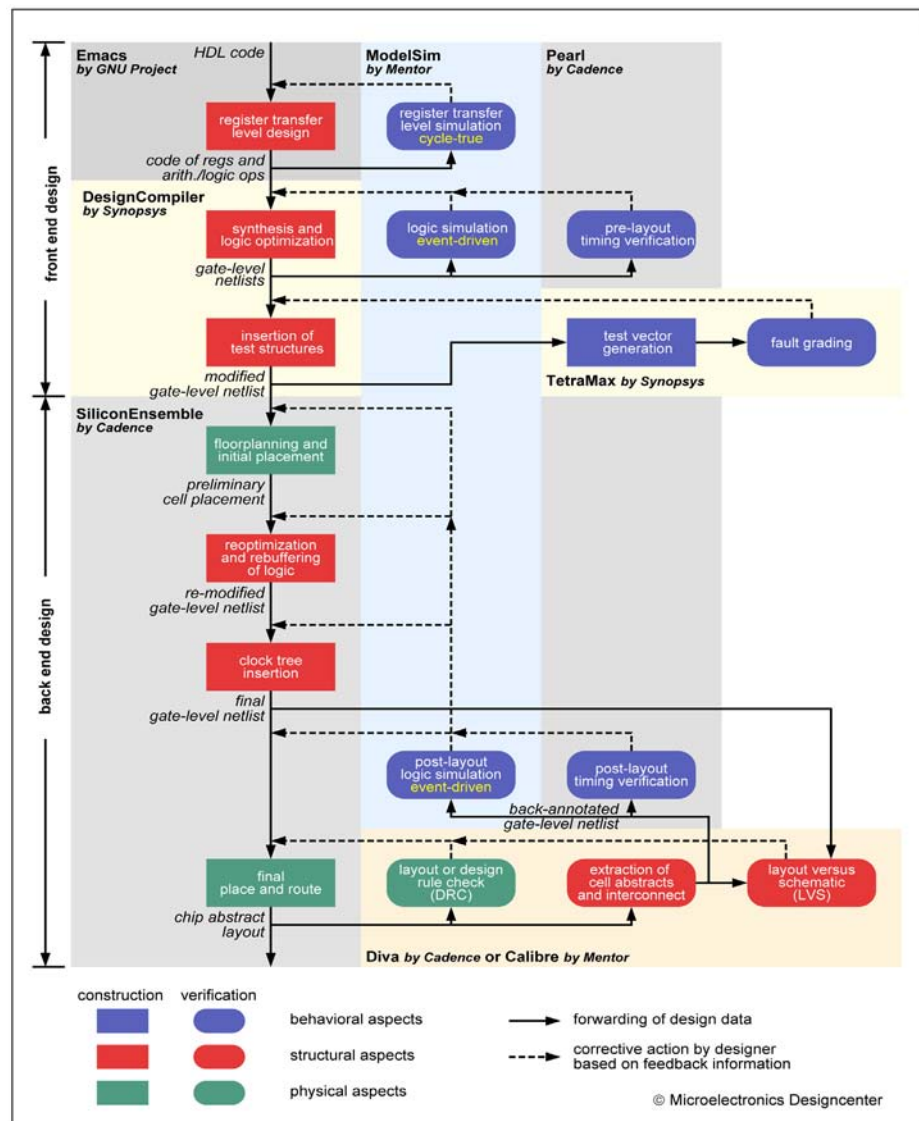 Emacs
by GNU Project
HDL code
ModelSim
by Mentor
Pearl
by Cadence
register transfer
level design
register transfer
level simulation
cycle-true
code of regs and
arith./logic ops
front end design
DesignCompiler
by Synopsys
synthesis and
logic optimization
logic simulation
event-driven
pre-layout
timing verification
gate-level
netlists
insertion of
test structures
test vector
generation
fault grading
TetraMax by Synopsys
modified
gate-level netlist
back end design
SiliconEnsemble
by Cadence
floorplanning and
initial placement
preliminary
cell placement
reoptimization
and rebuffering
of logic
re-modified
gate-level netlist
clock tree
insertion
final
gate-level netlist
post-layout
logic simulation
event-driven
post-layout
timing verification
back-annotated
gate-level netlist
final
place and route
layout or design
rule check
(DRC)
extraction of
cell abstracts
and interconnect
layout versus
schematic
(LVS)
chip abstract
layout
Diva by Cadence or Calibre by Mentor
construction
verification
behavioral aspects
structural aspects
physical aspects
forwarding of design data
corrective action by designer
based on feedback information
© Microelectronics Designcenter